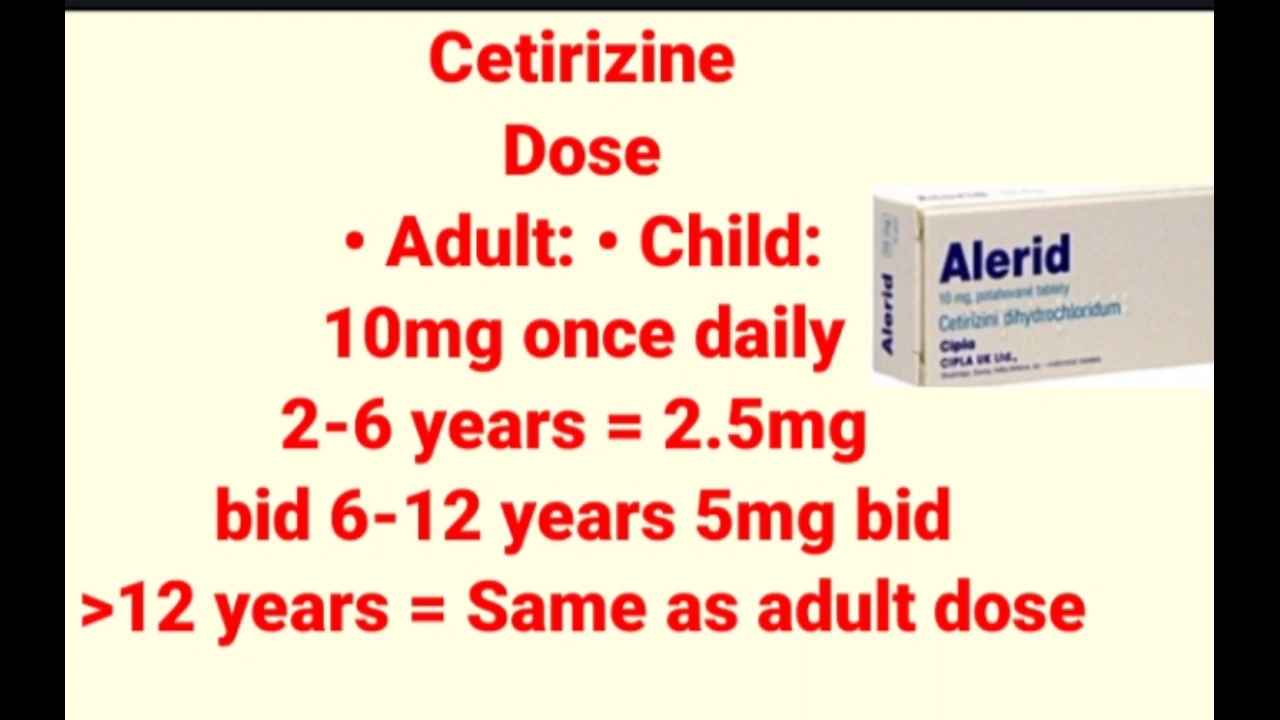 Cetirizine
Dose
• Adult: • Child:
10mg once daily
2-6 years = 2.5mg
bid 6-12 years 5mg bid
>12 years = Same as adult dose
Alerid
Alerid
10 mg, potahované tablety
Cetirizini dihydrochloridum
Cipla
CIPLA UK Ltd.,